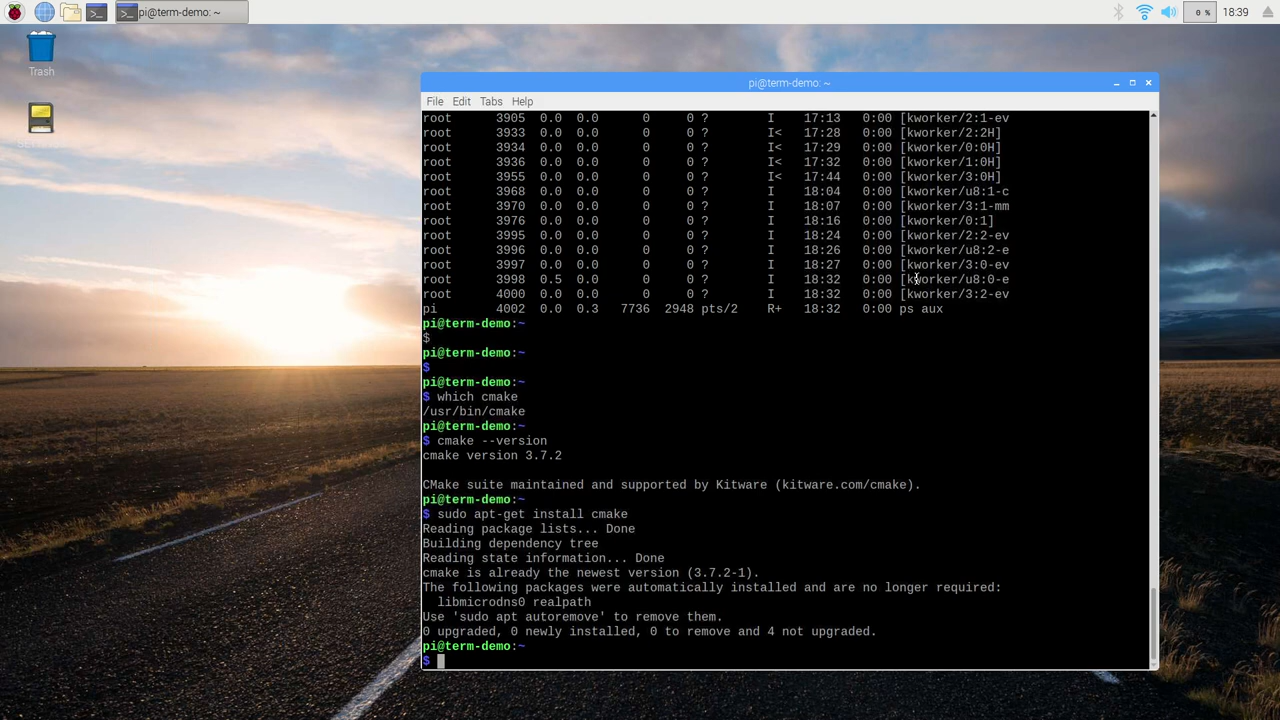 pi@term-demo: ~
0 %
18:39
Trash
pi@term-demo: ~
File Edit Tabs Help
root 3905 0.0 0.0 0 0 ? I 17:13 0:00 [kworker/2:1-ev
root 3933 0.0 0.0 0 0 ? I< 17:28 0:00 [kworker/2:2H]
root 3934 0.0 0.0 0 0 ? I< 17:29 0:00 [kworker/0:0H]
root 3936 0.0 0.0 0 0 ? I< 17:32 0:00 [kworker/1:0H]
root 3955 0.0 0.0 0 0 ? I< 17:44 0:00 [kworker/3:0H]
root 3968 0.0 0.0 0 0 ? I 18:04 0:00 [kworker/u8:1-c
root 3970 0.0 0.0 0 0 ? I 18:07 0:00 [kworker/3:1-mm
root 3976 0.0 0.0 0 0 ? I 18:16 0:00 [kworker/0:1]
root 3995 0.0 0.0 0 0 ? I 18:24 0:00 [kworker/2:2-ev
root 3996 0.0 0.0 0 0 ? I 18:26 0:00 [kworker/u8:2-e
root 3997 0.0 0.0 0 0 ? I 18:27 0:00 [kworker/3:0-ev
root 3998 0.5 0.0 0 0 ? I 18:32 0:00 [kworker/u8:0-e
root 4000 0.0 0.0 0 0 ? I 18:32 0:00 [kworker/3:2-ev
pi 4002 0.0 0.3 7736 2948 pts/2 R+ 18:32 0:00 ps aux
pi@term-demo:~
$
pi@term-demo:~
$
pi@term-demo:~
$ which cmake
/usr/bin/cmake
pi@term-demo:~
$ cmake --version
cmake version 3.7.2
CMake suite maintained and supported by Kitware (kitware.com/cmake).
pi@term-demo:~
$ sudo apt-get install cmake
Reading package lists... Done
Building dependency tree
Reading state information... Done
cmake is already the newest version (3.7.2-1).
The following packages were automatically installed and are no longer required:
libmicrodns0 realpath
Use 'sudo apt autoremove' to remove them.
0 upgraded, 0 newly installed, 0 to remove and 4 not upgraded.
pi@term-demo:~
$